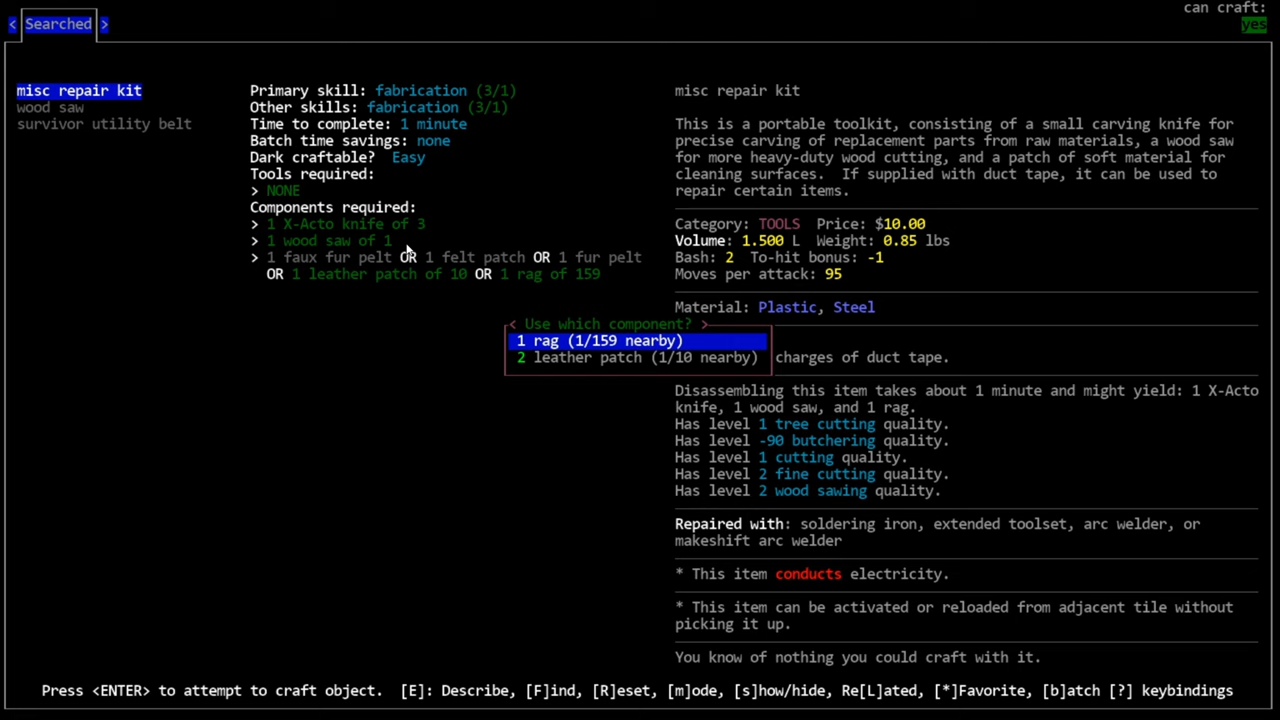 can craft:
< Searched > yes
misc repair kit
wood saw
survivor utility belt
Primary skill: fabrication (3/1)
Other skills: fabrication (3/1)
Time to complete: 1 minute
Batch time savings: none
Dark craftable? Easy
Tools required:
> NONE
Components required:
> 1 X-Acto knife of 3
> 1 wood saw of 1
> 1 faux fur pelt OR 1 felt patch OR 1 fur pelt
OR 1 leather patch of 10 OR 1 rag of 159
misc repair kit
This is a portable toolkit, consisting of a small carving knife for
precise carving of replacement parts from raw materials, a wood saw
for more heavy-duty wood cutting, and a patch of soft material for
cleaning surfaces.  If supplied with duct tape, it can be used to
repair certain items.
Category: TOOLS  Price: $10.00
Volume: 1.500 L  Weight: 0.85 lbs
Bash: 2  To-hit bonus: -1
Moves per attack: 95
Material: Plastic, Steel
< Use which component? >
1 rag (1/159 nearby)
2 leather patch (1/10 nearby)
charges of duct tape.
Disassembling this item takes about 1 minute and might yield: 1 X-Acto
knife, 1 wood saw, and 1 rag.
Has level 1 tree cutting quality.
Has level -90 butchering quality.
Has level 1 cutting quality.
Has level 2 fine cutting quality.
Has level 2 wood sawing quality.
Repaired with: soldering iron, extended toolset, arc welder, or
makeshift arc welder
* This item conducts electricity.
* This item can be activated or reloaded from adjacent tile without
picking it up.
You know of nothing you could craft with it.
Press <ENTER> to attempt to craft object.  [E]: Describe, [F]ind, [R]eset, [m]ode, [s]how/hide, Re[L]ated, [*]Favorite, [b]atch [?] keybindings